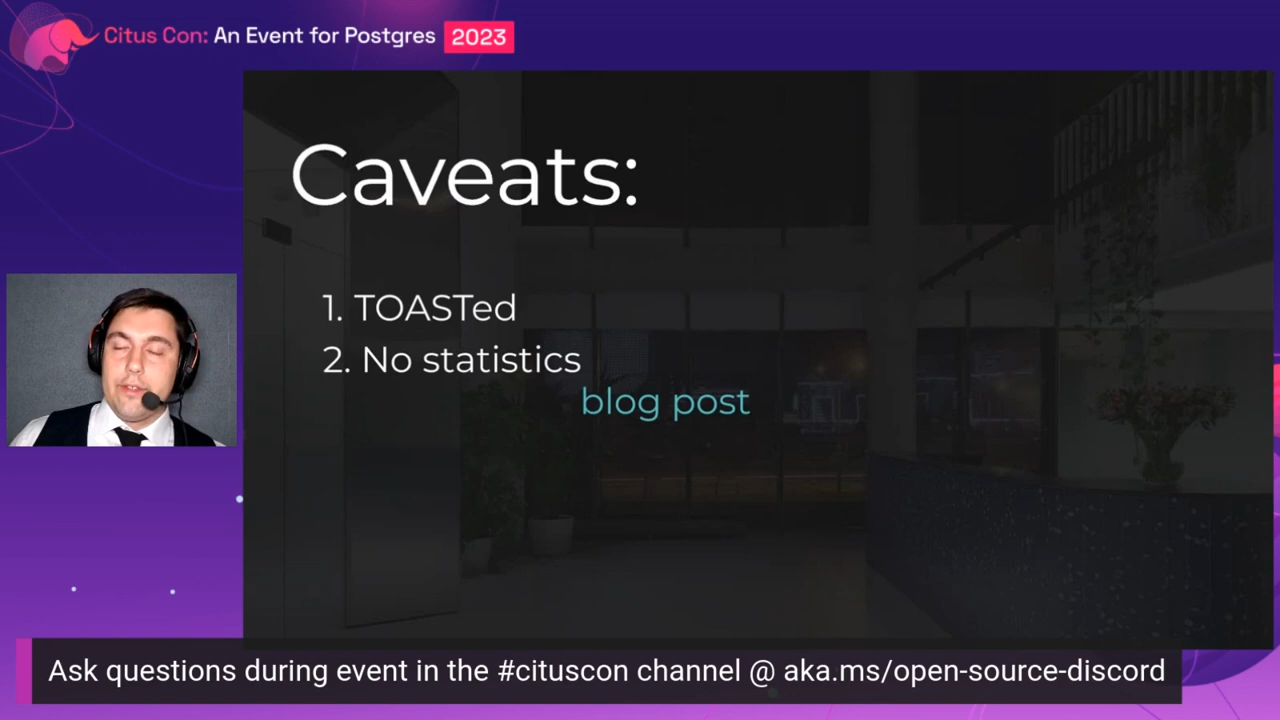 Citus Con: An Event for Postgres 2023
Caveats:
1. TOASTed
2. No statistics
blog post
Ask questions during event in the #cituscon channel @ aka.ms/open-source-discord